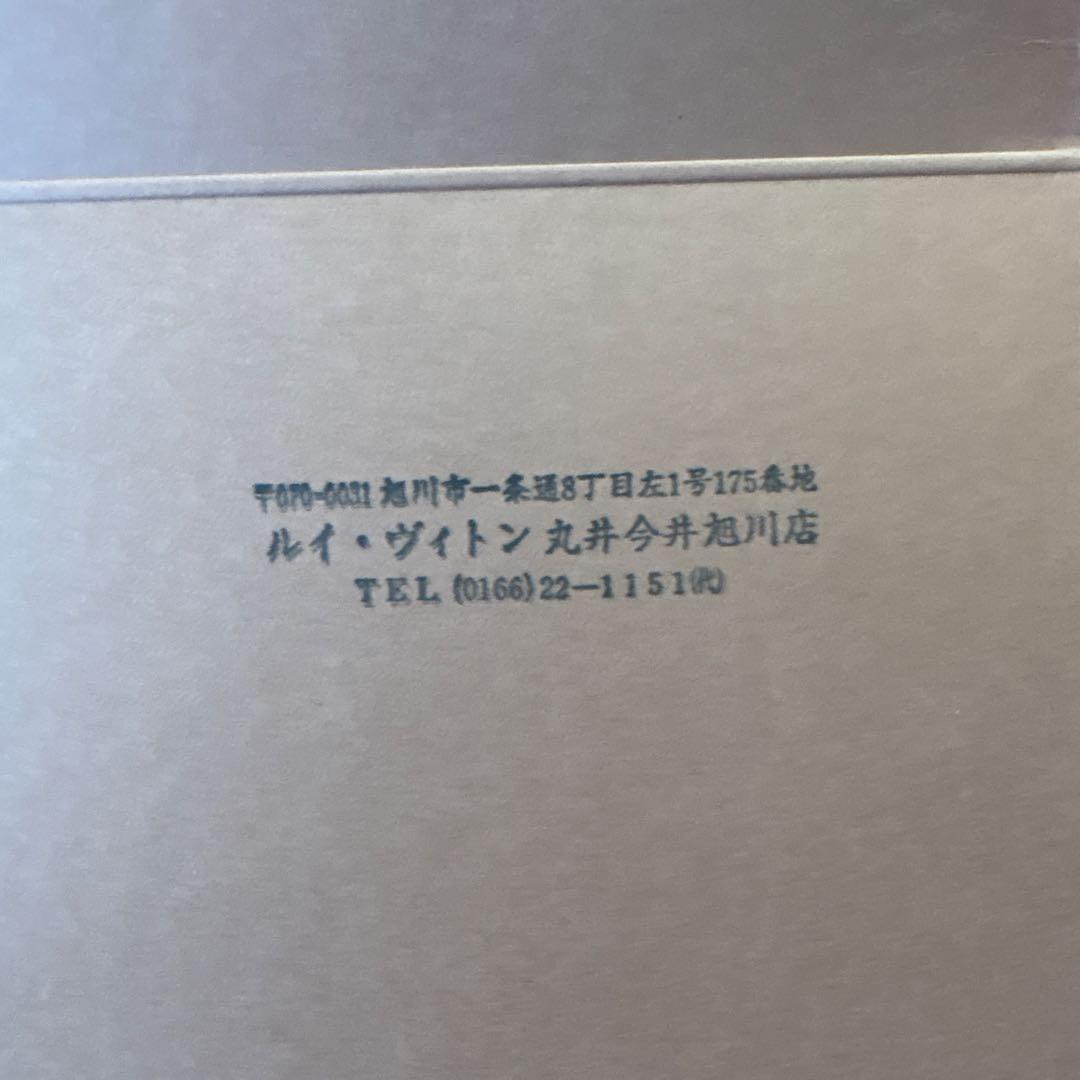 〒070-0031 旭川市一条通8丁目左1号175番地
ルイ・ヴィトン 丸井今井旭川店
TEL (0166)22―1151㈹